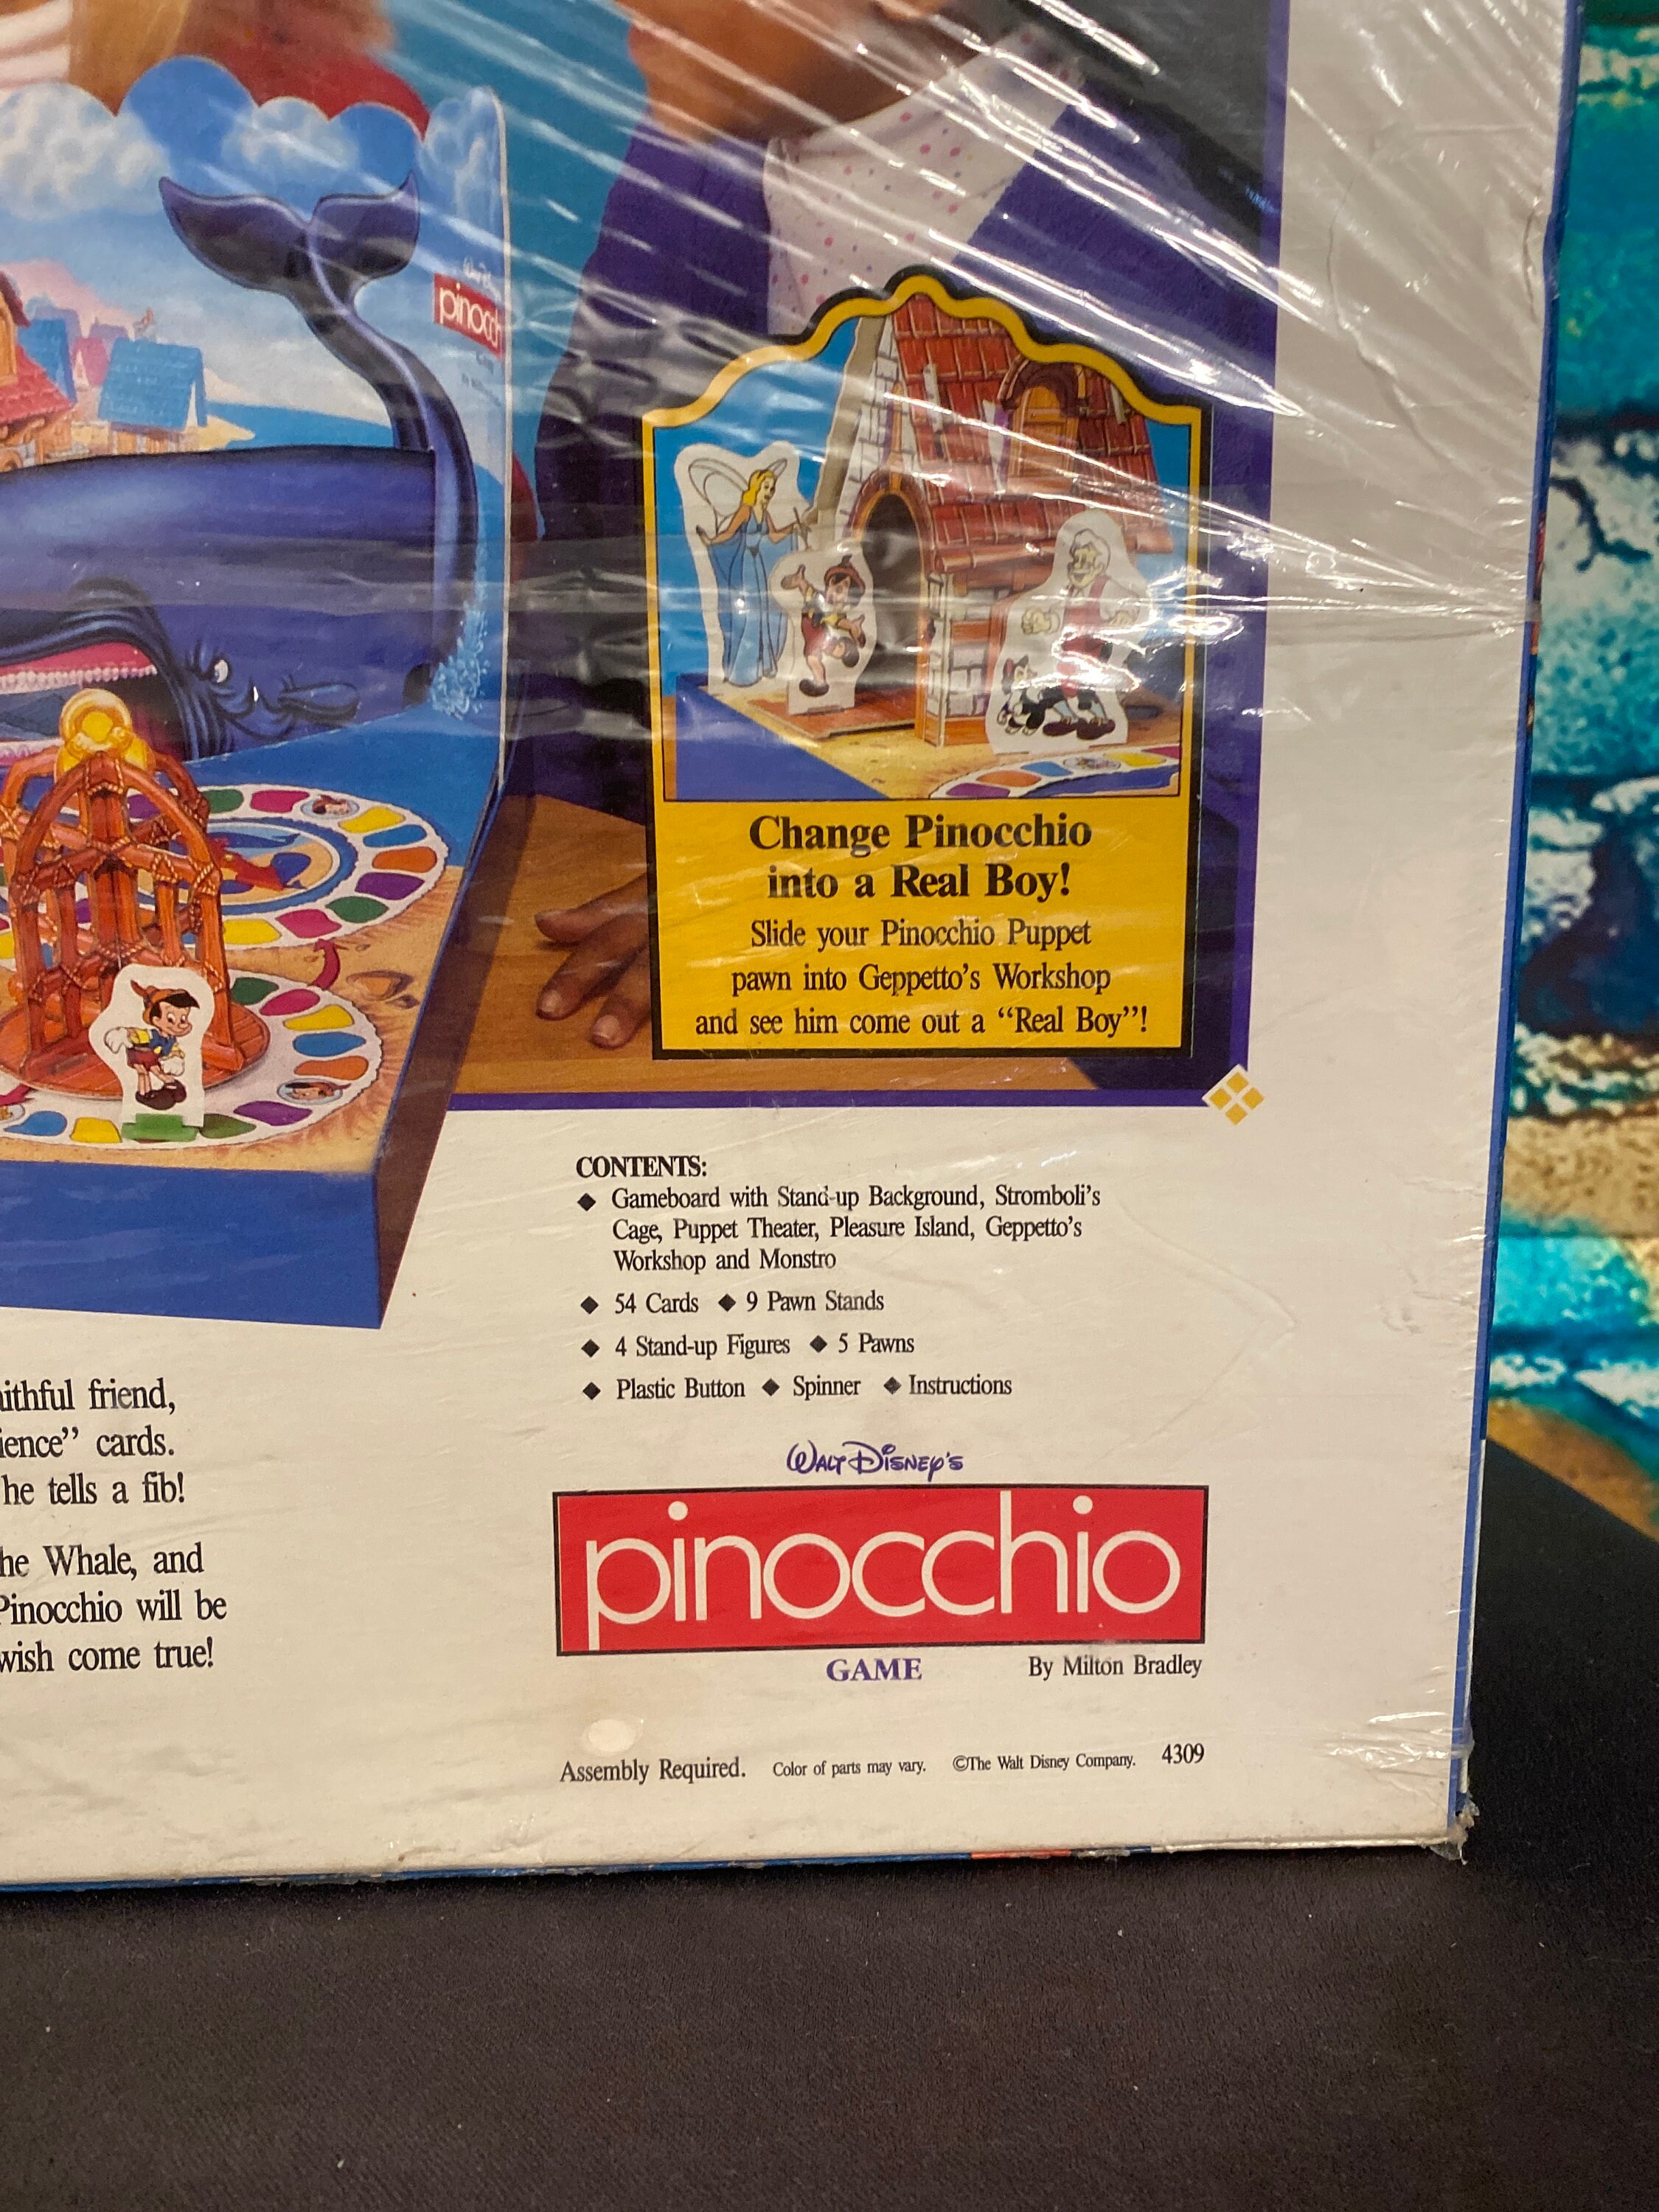 pinocc
Change Pinocchio
into a Real Boy!
Slide your Pinocchio Puppet
pawn into Geppetto's Workshop
and see him come out a “Real Boy”!
CONTENTS:
◆ Gameboard with Stand-up Background, Stromboli's
Cage, Puppet Theater, Pleasure Island, Geppetto's
Workshop and Monstro
◆ 54 Cards ◆ 9 Pawn Stands
◆ 4 Stand-up Figures ◆ 5 Pawns
◆ Plastic Button ◆ Spinner ◆ Instructions
ithful friend,
ience” cards.
he tells a fib!
he Whale, and
Pinocchio will be
wish come true!
WALT DISNEY'S
pinocchio
GAME By Milton Bradley
Assembly Required. Color of parts may vary. ©The Walt Disney Company. 4309